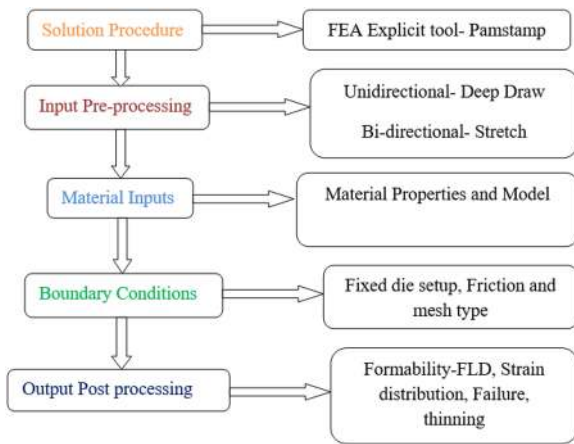 Solution Procedure
FEA Explicit tool- Pamstamp
Input Pre-processing
Unidirectional- Deep Draw
Bi-directional- Stretch
Material Inputs
Material Properties and Model
Boundary Conditions
Fixed die setup, Friction and
mesh type
Output Post processing
Formability-FLD, Strain
distribution, Failure,
thinning